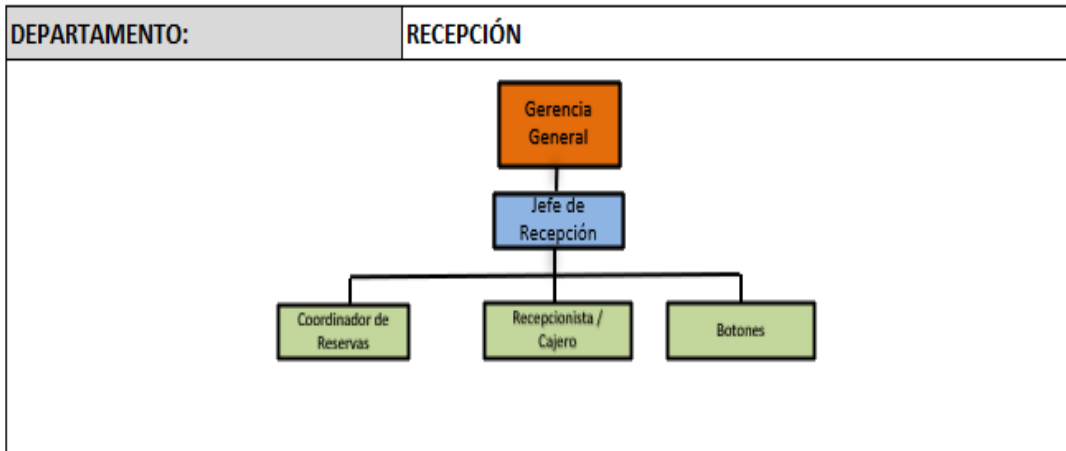 DEPARTAMENTO: RECEPCIÓN
Gerencia
General
Jefe de
Recepción
Coordinador de
Reservas
Recepcionista /
Cajero
Botones